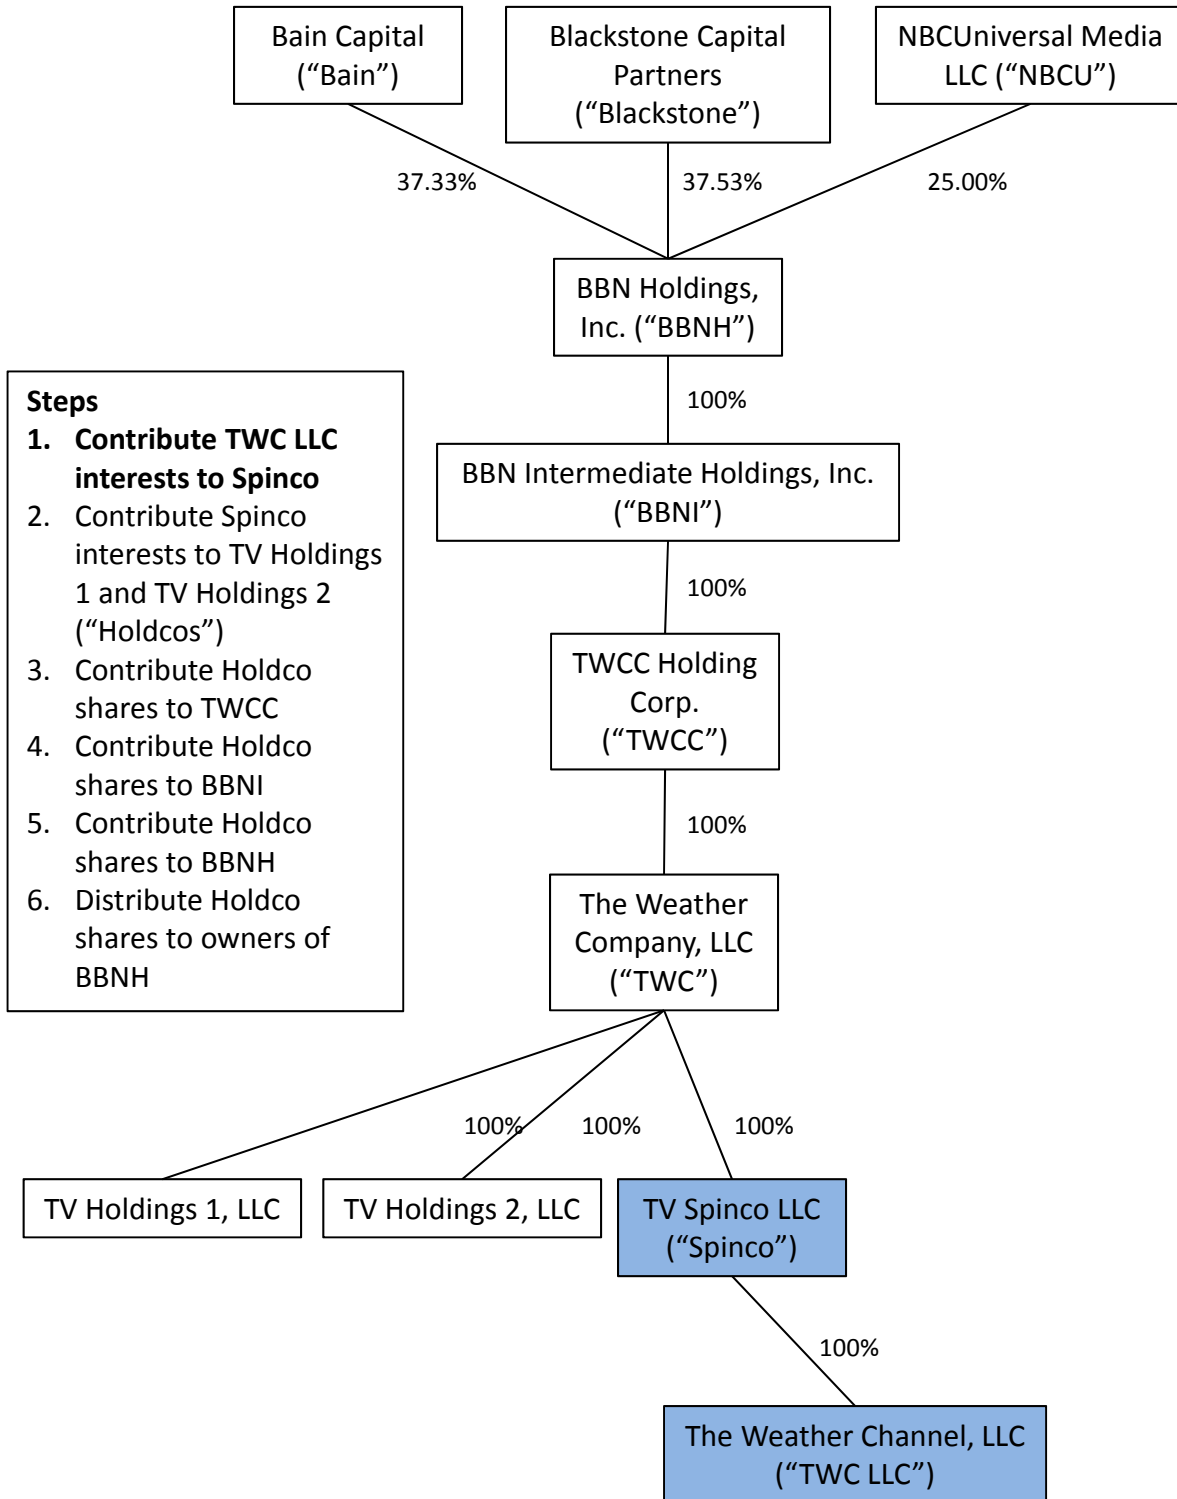 Bain Capital
(“Bain”)
Blackstone Capital
Partners
(“Blackstone”)
NBCUniversal Media
LLC (“NBCU”)
37.33%
37.53%
25.00%
BBN Holdings,
Inc. (“BBNH”)
100%
Steps
1. Contribute TWC LLC
interests to Spinco
2. Contribute Spinco
interests to TV Holdings
1 and TV Holdings 2
(“Holdcos”)
3. Contribute Holdco
shares to TWCC
4. Contribute Holdco
shares to BBNI
5. Contribute Holdco
shares to BBNH
6. Distribute Holdco
shares to owners of
BBNH
BBN Intermediate Holdings, Inc.
(“BBNI”)
100%
TWCC Holding
Corp.
(“TWCC”)
100%
The Weather
Company, LLC
(“TWC”)
100%
100%
100%
TV Holdings 1, LLC
TV Holdings 2, LLC
TV Spinco LLC
(“Spinco”)
100%
The Weather Channel, LLC
(“TWC LLC”)